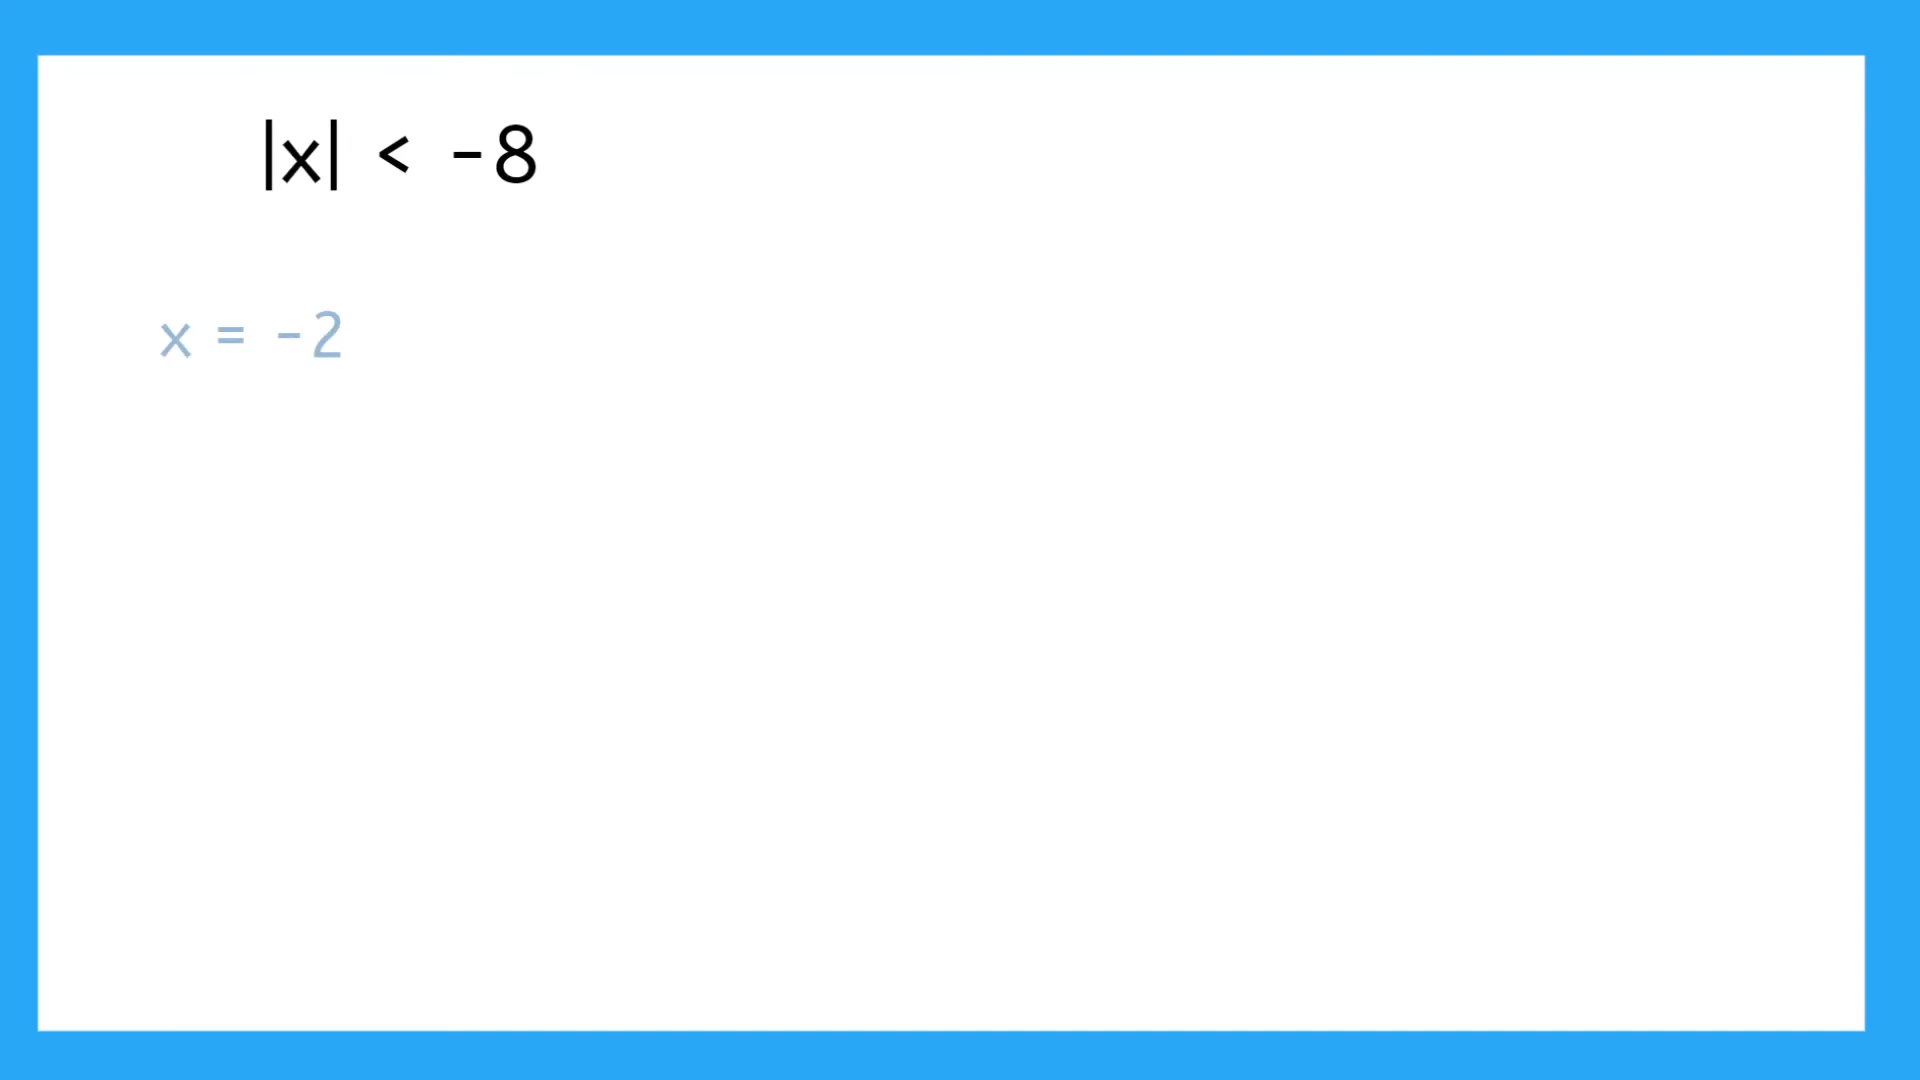 |x| < -8
x = -2